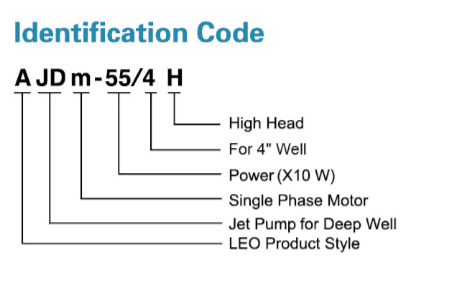 Identification Code
A JD m-55/4 H
High Head
For 4" Well
Power (X10 W)
Single Phase Motor
Jet Pump for Deep Well
LEO Product Style